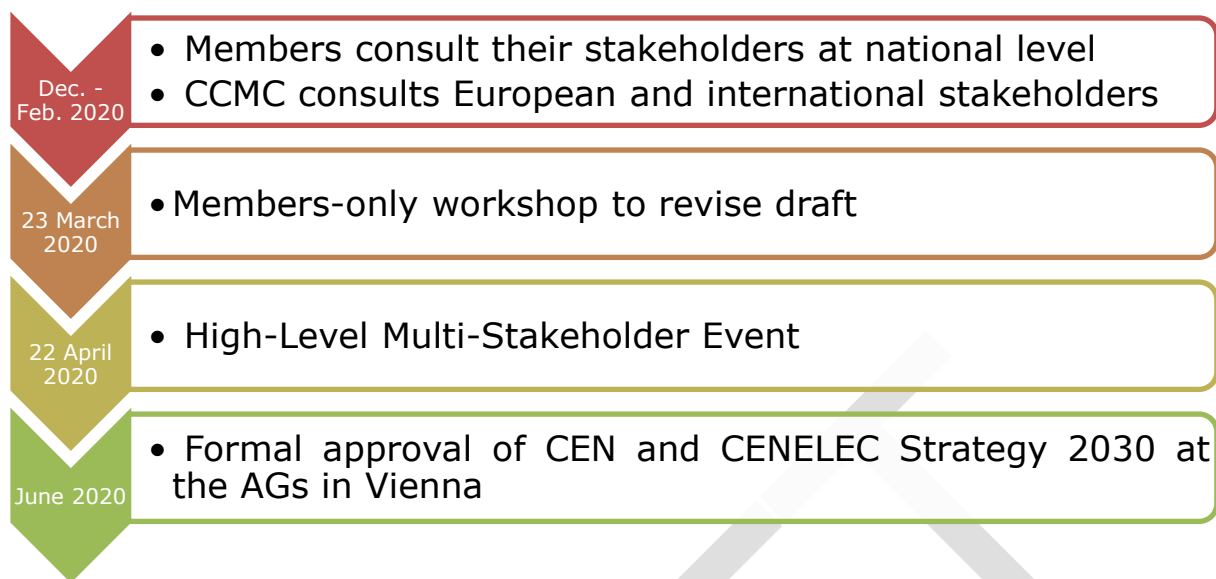 Dec. -
Feb. 2020
• Members consult their stakeholders at national level
• CCMC consults European and international stakeholders
23 March
2020
• Members-only workshop to revise draft
22 April
2020
• High-Level Multi-Stakeholder Event
June 2020
• Formal approval of CEN and CENELEC Strategy 2030 at
the AGs in Vienna